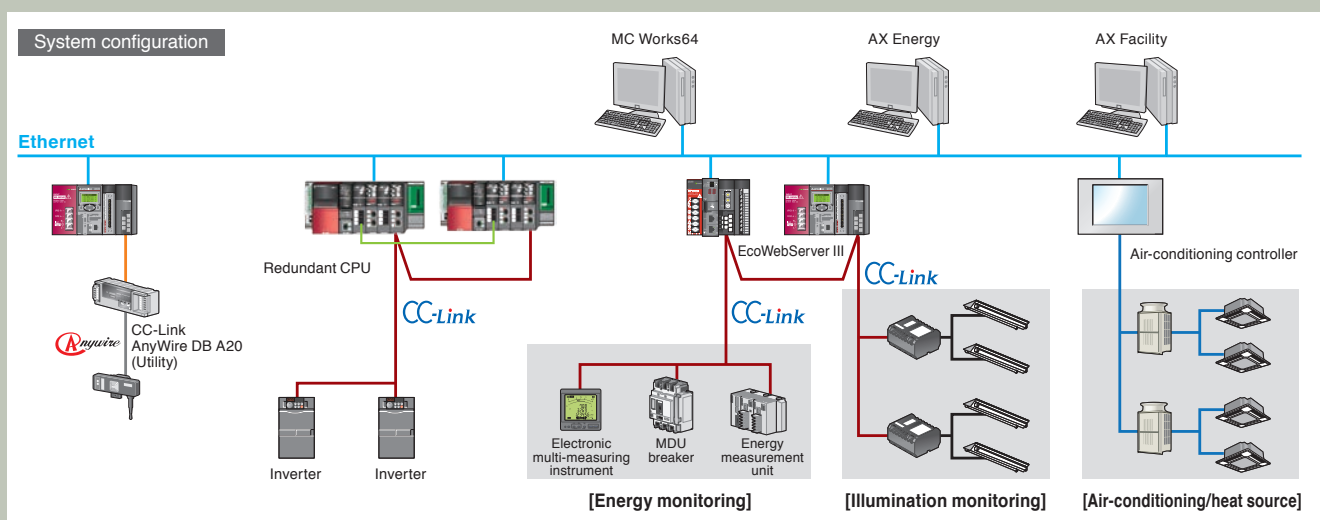 System configuration
MC Works64
AX Energy
AX Facility
Ethernet
Redundant CPU
EcoWebServer III
Air-conditioning controller
CC-Link
CC-Link
CC-Link
Anywire
CC-Link
AnyWire DB A20
(Utility)
Inverter
Inverter
Electronic
multi-measuring
instrument
MDU
breaker
Energy
measurement
unit
[Energy monitoring]
[Illumination monitoring]
[Air-conditioning/heat source]